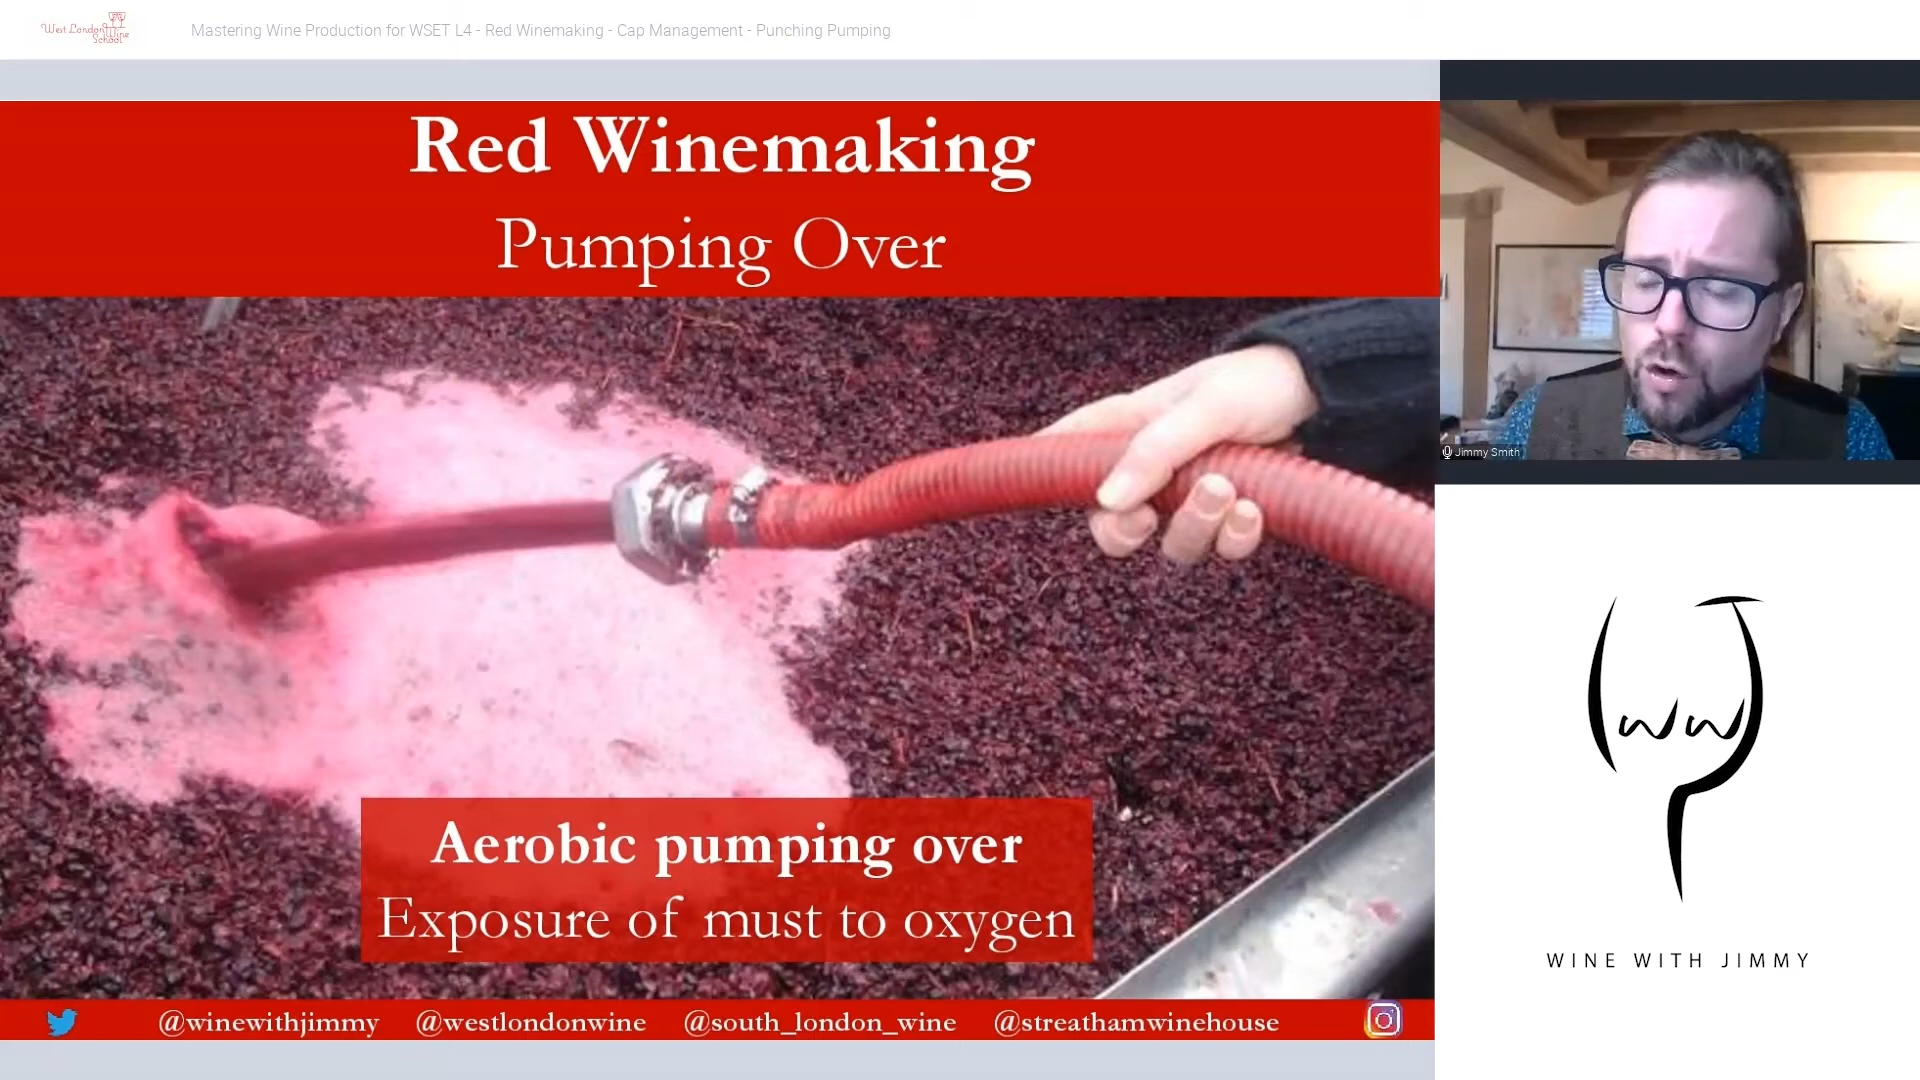 West London
Wine
School
Mastering Wine Production for WSET L4 - Red Winemaking - Cap Management - Punching Pumping
Red Winemaking
Pumping Over
Jimmy Smith
Aerobic pumping over
Exposure of must to oxygen
ww
WINE WITH JIMMY
@winewithjimmy @westlondonwine @south_london_wine @streathamwinehouse